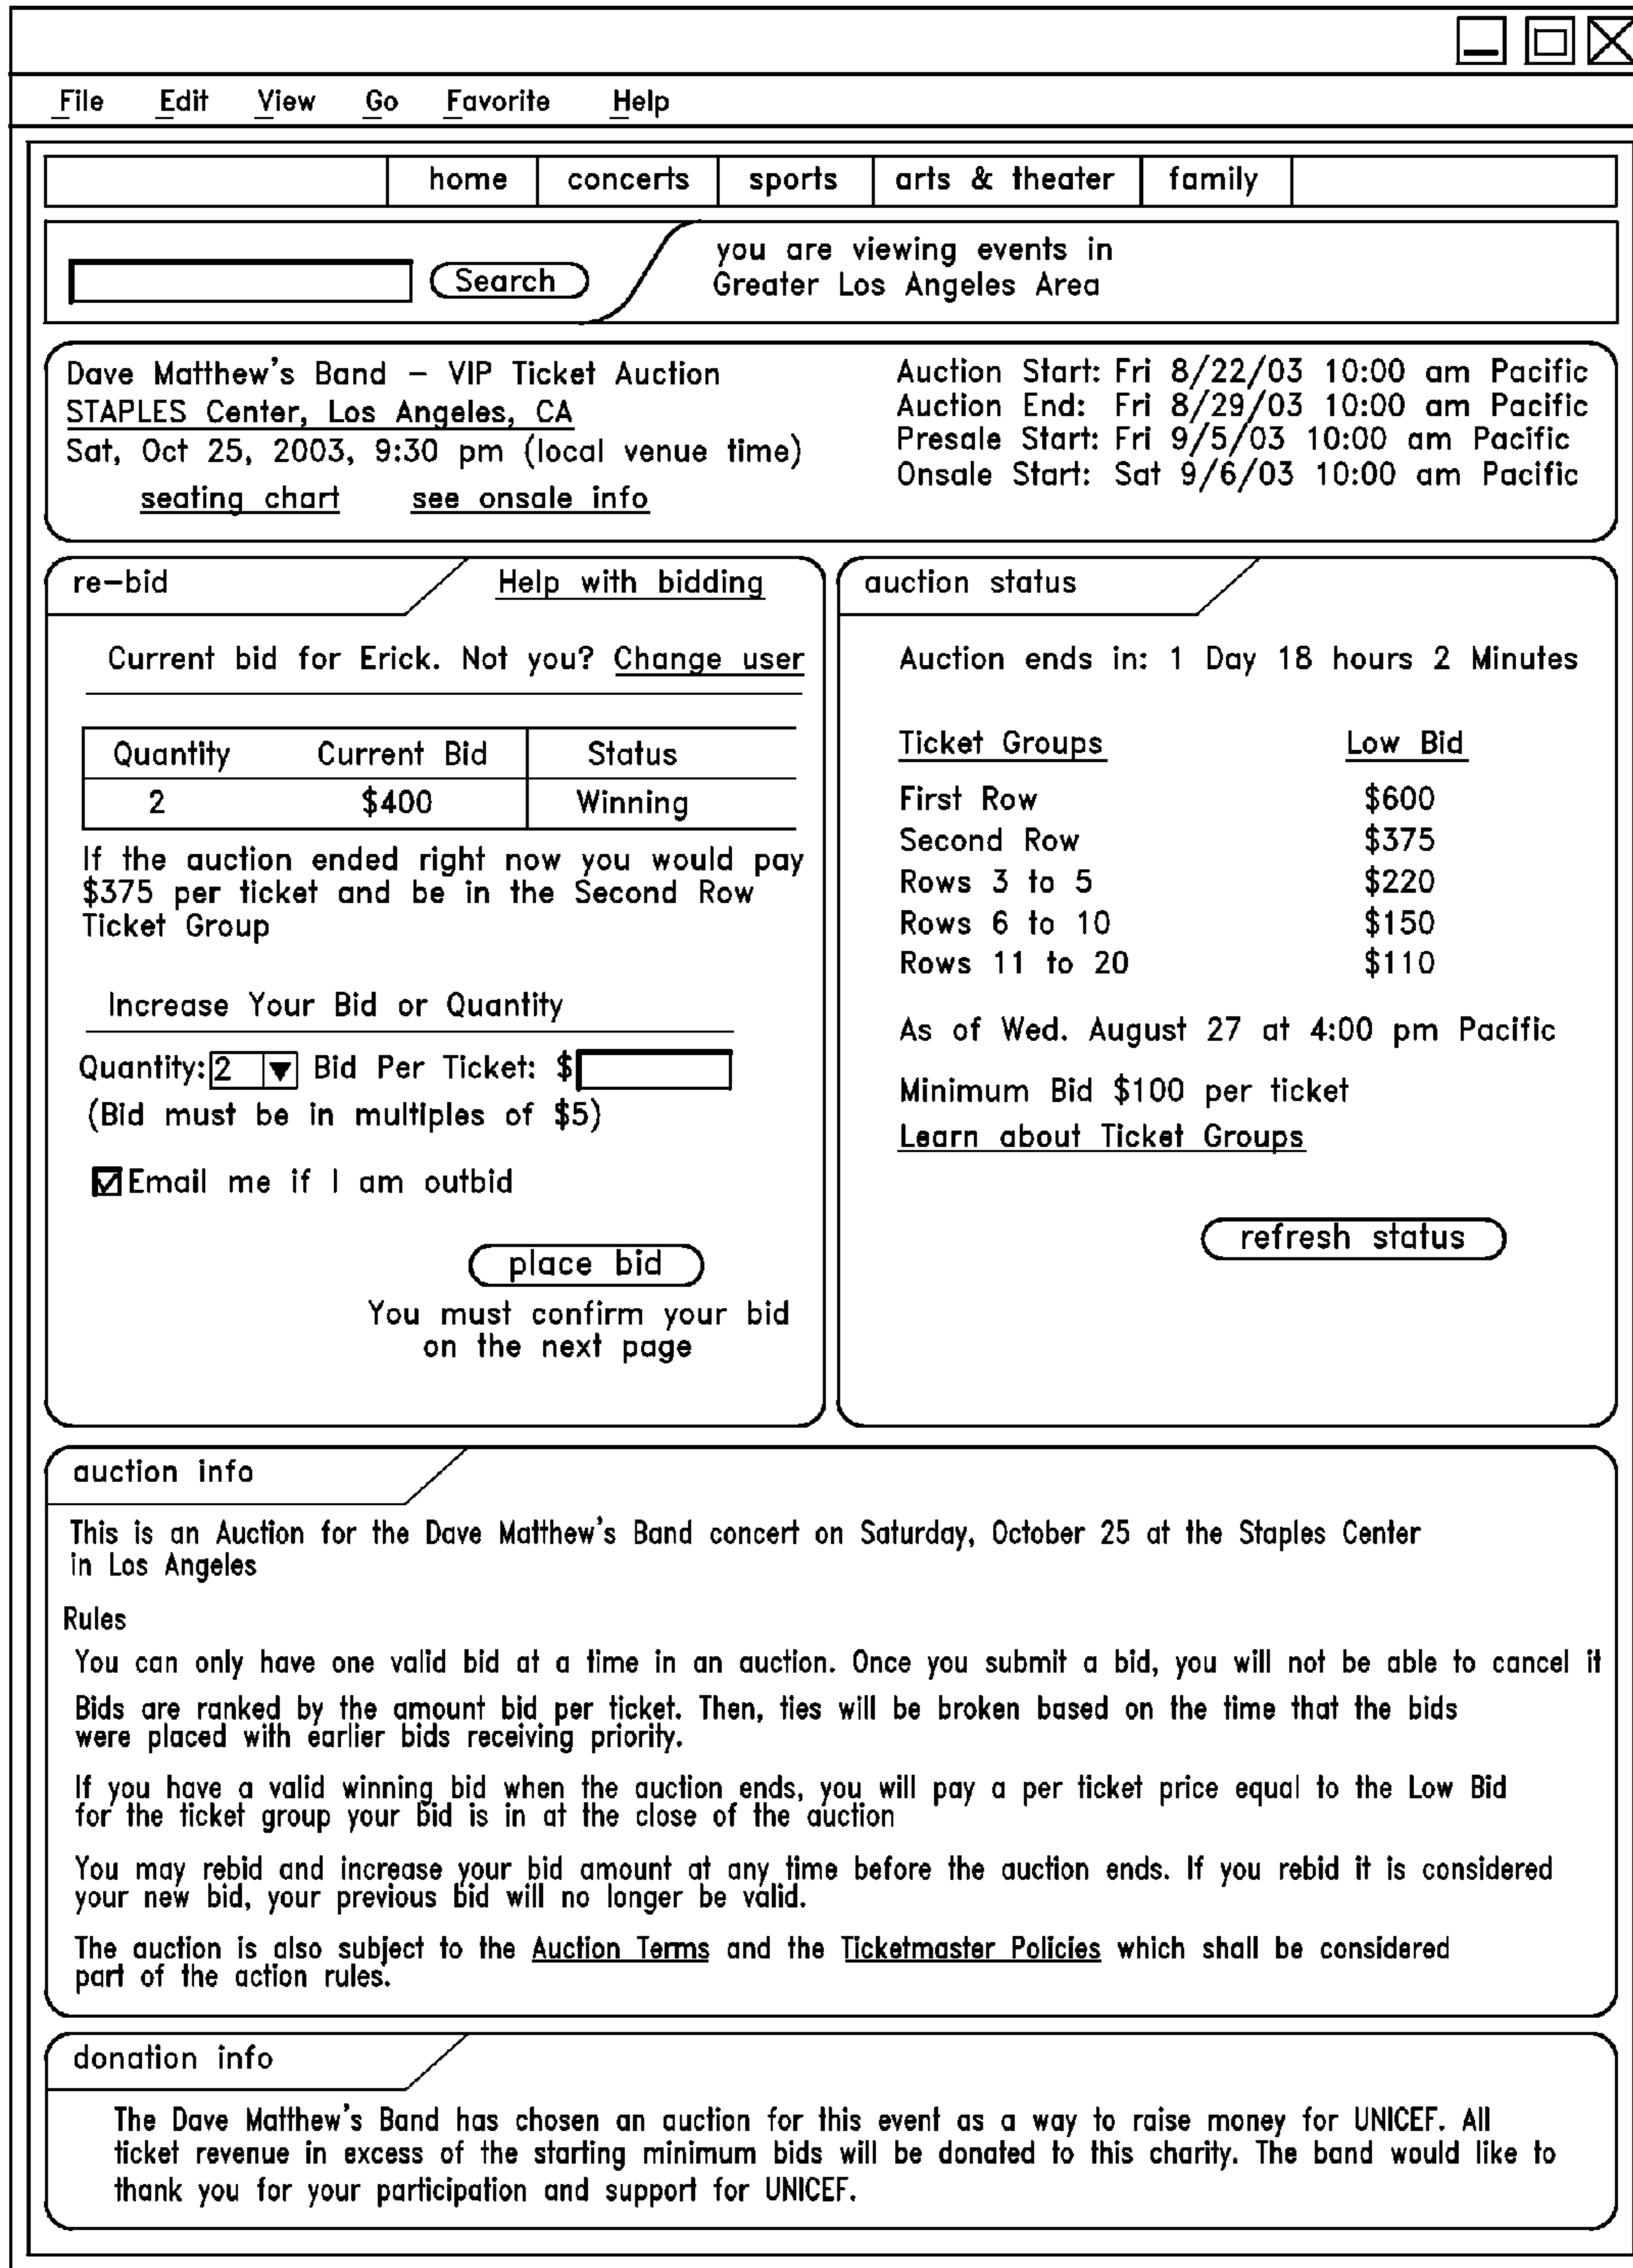 File Edit View Go Favorite Help
home concerts sports arts & theater family
Search
you are viewing events in
Greater Los Angeles Area
Dave Matthew's Band – VIP Ticket Auction
STAPLES Center, Los Angeles, CA
Sat, Oct 25, 2003, 9:30 pm (local venue time)
seating chart see onsale info
Auction Start: Fri 8/22/03 10:00 am Pacific
Auction End: Fri 8/29/03 10:00 am Pacific
Presale Start: Fri 9/5/03 10:00 am Pacific
Onsale Start: Sat 9/6/03 10:00 am Pacific
re-bid Help with bidding
Current bid for Erick. Not you? Change user
Quantity Current Bid Status
2 $400 Winning
If the auction ended right now you would pay
$375 per ticket and be in the Second Row
Ticket Group
Increase Your Bid or Quantity
Quantity: 2 Bid Per Ticket: $
(Bid must be in multiples of $5)
Email me if I am outbid
place bid
You must confirm your bid
on the next page
auction status
Auction ends in: 1 Day 18 hours 2 Minutes
Ticket Groups Low Bid
First Row $600
Second Row $375
Rows 3 to 5 $220
Rows 6 to 10 $150
Rows 11 to 20 $110
As of Wed. August 27 at 4:00 pm Pacific
Minimum Bid $100 per ticket
Learn about Ticket Groups
refresh status
auction info
This is an Auction for the Dave Matthew's Band concert on Saturday, October 25 at the Staples Center
in Los Angeles
Rules
You can only have one valid bid at a time in an auction. Once you submit a bid, you will not be able to cancel it
Bids are ranked by the amount bid per ticket. Then, ties will be broken based on the time that the bids
were placed with earlier bids receiving priority.
If you have a valid winning bid when the auction ends, you will pay a per ticket price equal to the Low Bid
for the ticket group your bid is in at the close of the auction
You may rebid and increase your bid amount at any time before the auction ends. If you rebid it is considered
your new bid, your previous bid will no longer be valid.
The auction is also subject to the Auction Terms and the Ticketmaster Policies which shall be considered
part of the action rules.
donation info
The Dave Matthew's Band has chosen an auction for this event as a way to raise money for UNICEF. All
ticket revenue in excess of the starting minimum bids will be donated to this charity. The band would like to
thank you for your participation and support for UNICEF.